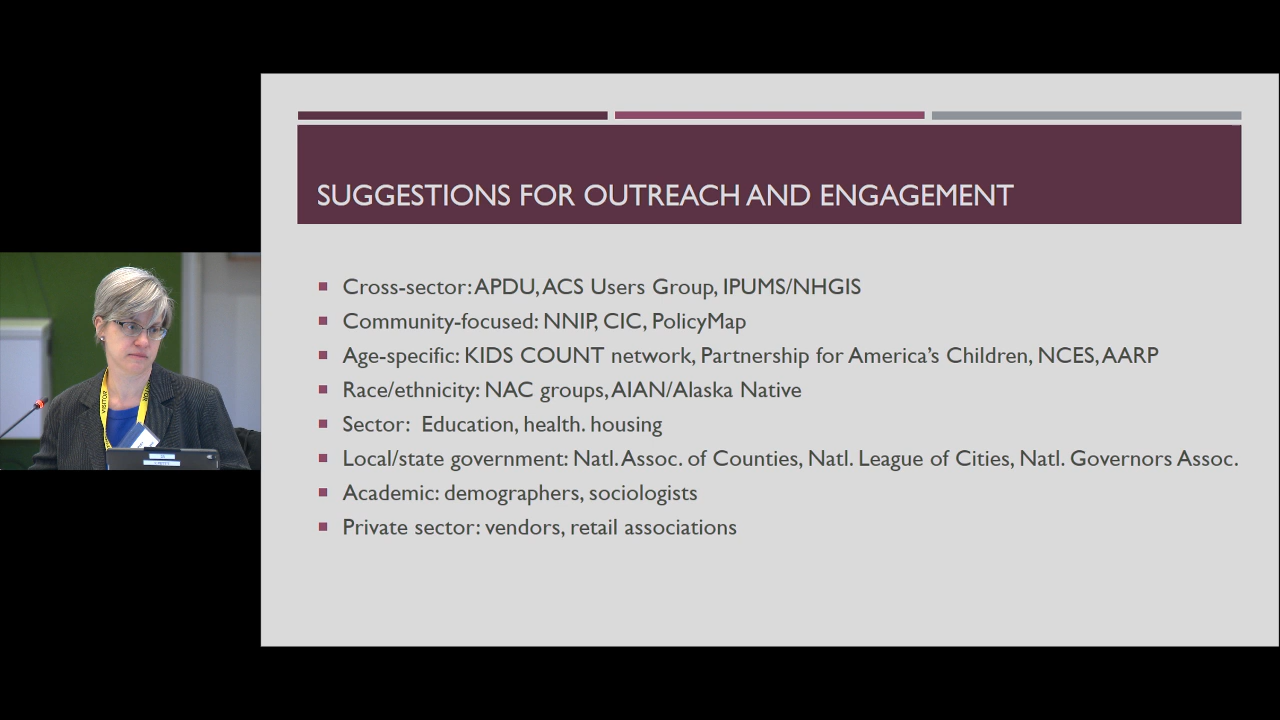 SUGGESTIONS FOR OUTREACH AND ENGAGEMENT
Cross-sector: APDU, ACS Users Group, IPUMS/NHGIS
Community-focused: NNIP, CIC, PolicyMap
Age-specific: KIDS COUNT network, Partnership for America's Children, NCES, AARP
Race/ethnicity: NAC groups, AIAN/Alaska Native
Sector: Education, health. housing
Local/state government: Natl. Assoc. of Counties, Natl. League of Cities, Natl. Governors Assoc.
Academic: demographers, sociologists
Private sector: vendors, retail associations
VISITOR